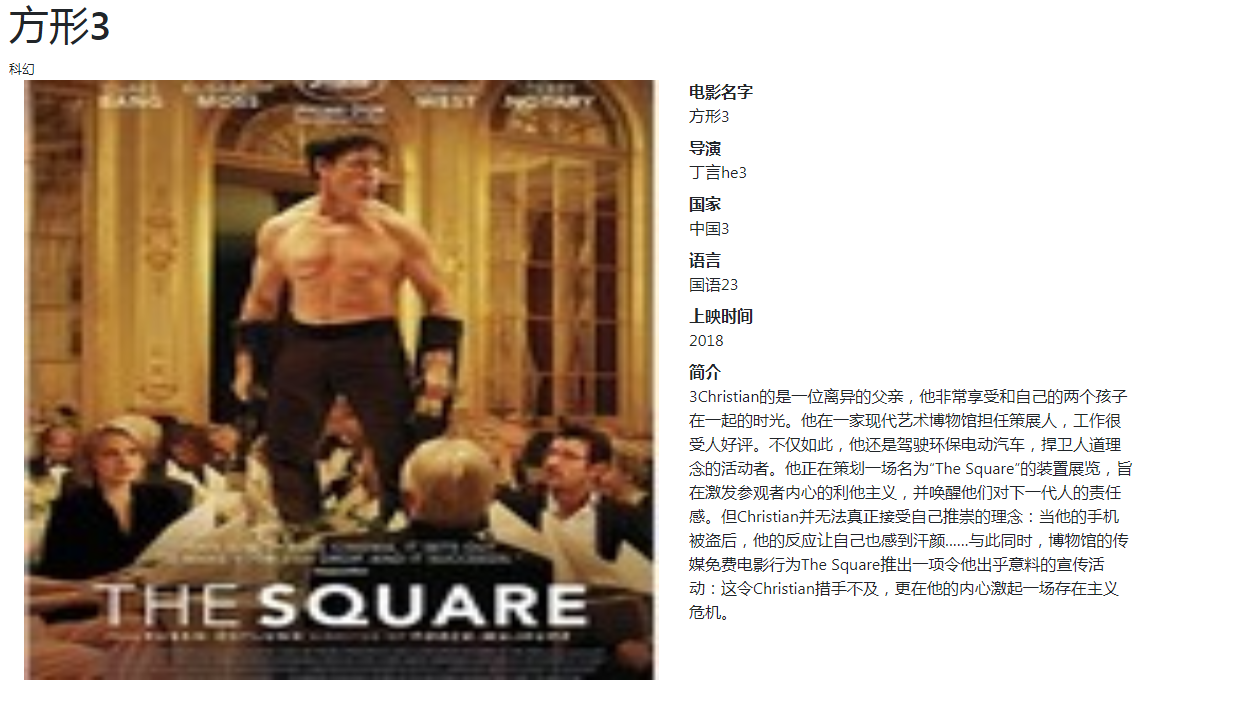 方形3
科幻
BANG
MOSS
WEST
NOTARY
THE SQUARE
电影名字
方形3
导演
丁言he3
国家
中国3
语言
国语23
上映时间
2018
简介
3Christian的是一位离异的父亲，他非常享受和自己的两个孩子
在一起的时光。他在一家现代艺术博物馆担任策展人，工作很
受人好评。不仅如此，他还是驾驶环保电动汽车，捍卫人道理
念的活动者。他正在策划一场名为“The Square”的装置展览，旨
在激发参观者内心的利他主义，并唤醒他们对下一代人的责任
感。但Christian并无法真正接受自己推崇的理念：当他的手机
被盗后，他的反应让自己也感到汗颜……与此同时，博物馆的传
媒免费电影行为The Square推出一项令他出乎意料的宣传活
动：这令Christian措手不及，更在他的内心激起一场存在主义
危机。